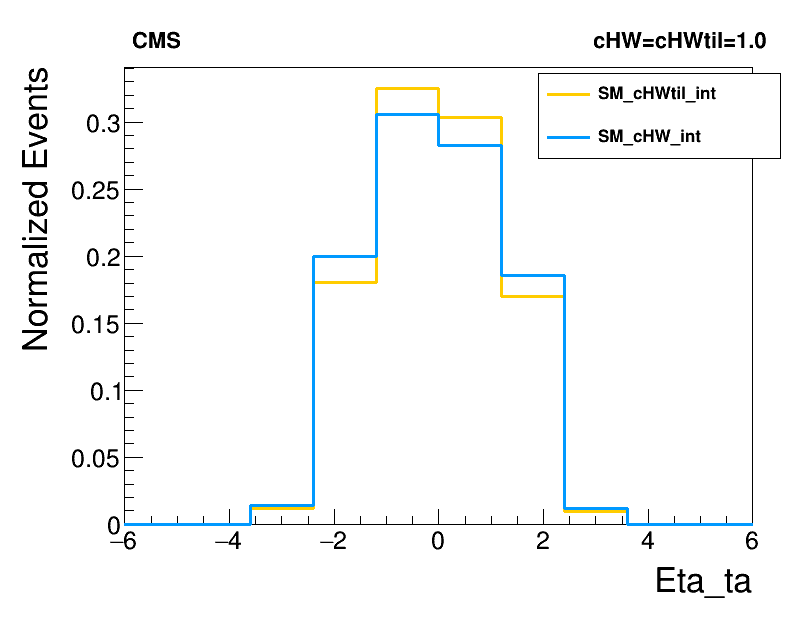 CMS
cHW=cHWtil=1.0
Normalized Events
SM_cHWtil_int
SM_cHW_int
0.3
0.25
0.2
0.15
0.1
0.05
0
−6
−4
−2
0
2
4
6
Eta_ta